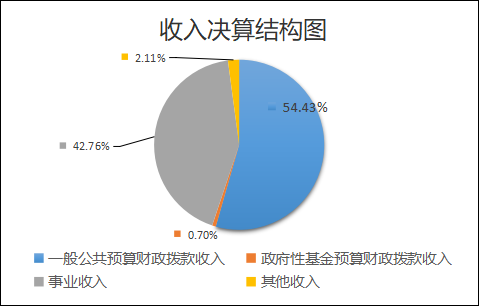 收入决算结构图
2.11%
54.43%
42.76%
0.70%
一般公共预算财政拨款收入 政府性基金预算财政拨款收入
事业收入 其他收入